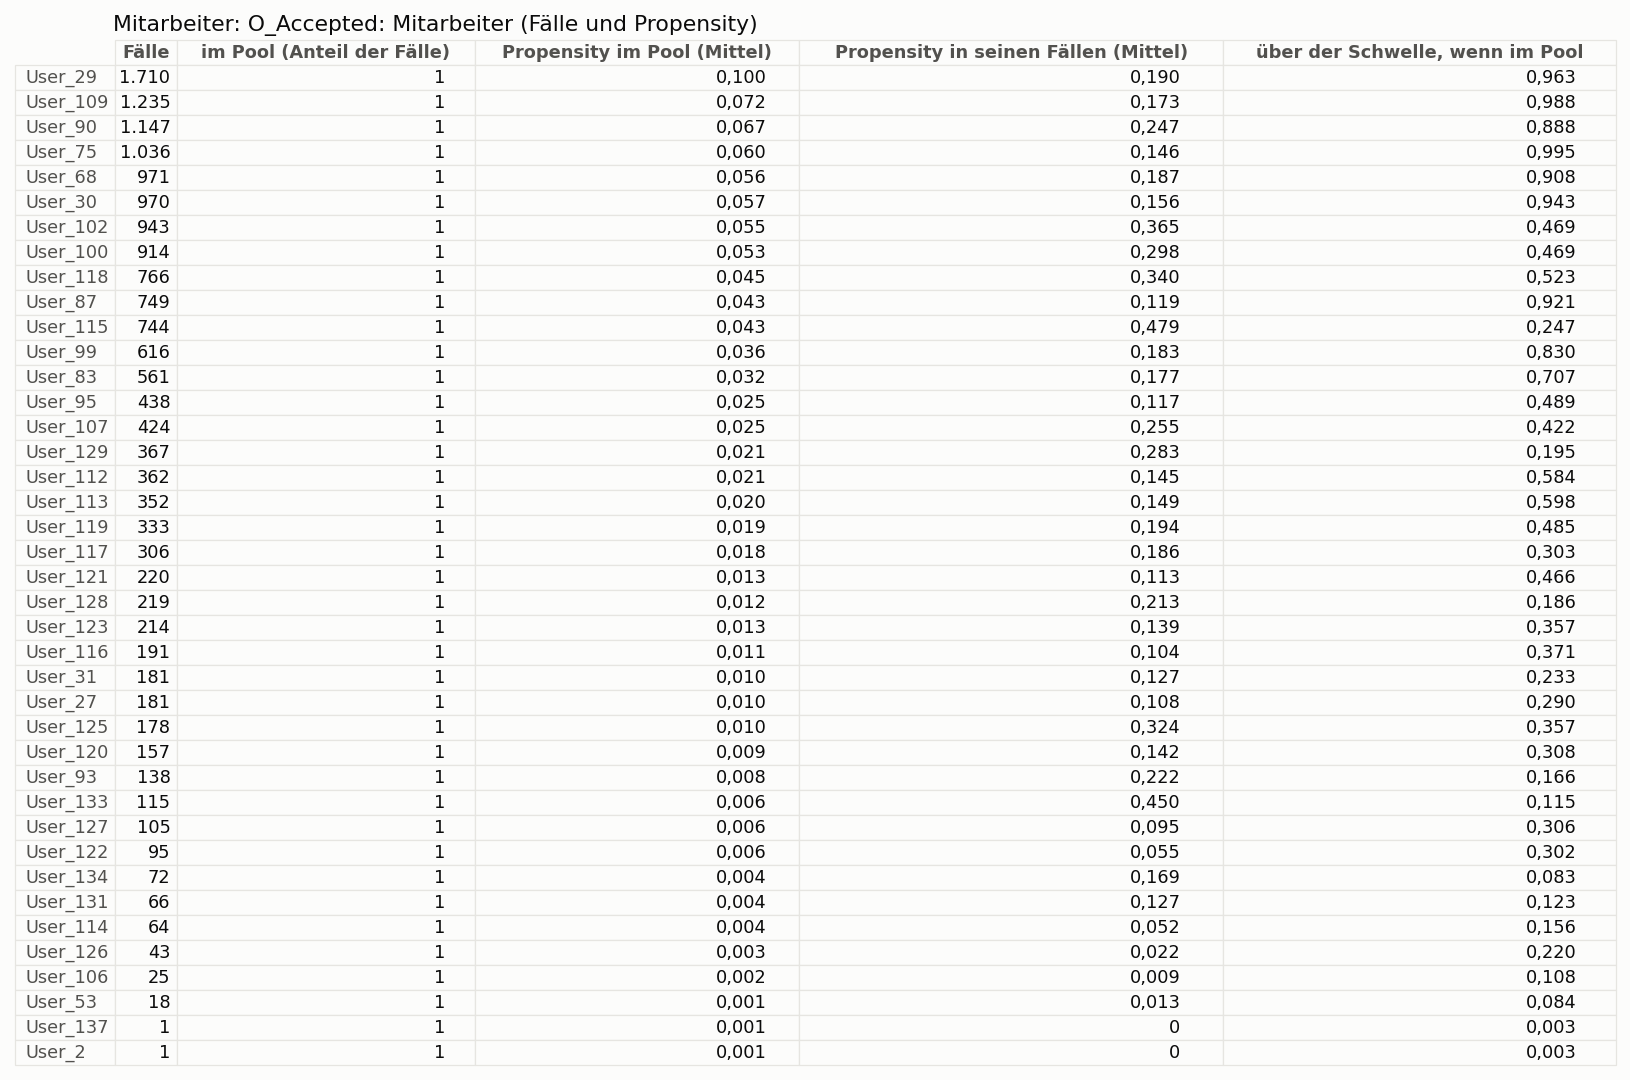 Mitarbeiter: O_Accepted: Mitarbeiter (Fälle und Propensity)
Fälle im Pool (Anteil der Fälle) Propensity im Pool (Mittel) Propensity in seinen Fällen (Mittel) über der Schwelle, wenn im Pool
User_29 1.710 1 0,100 0,190 0,963
User_109 1.235 1 0,072 0,173 0,988
User_90 1.147 1 0,067 0,247 0,888
User_75 1.036 1 0,060 0,146 0,995
User_68 971 1 0,056 0,187 0,908
User_30 970 1 0,057 0,156 0,943
User_102 943 1 0,055 0,365 0,469
User_100 914 1 0,053 0,298 0,469
User_118 766 1 0,045 0,340 0,523
User_87 749 1 0,043 0,119 0,921
User_115 744 1 0,043 0,479 0,247
User_99 616 1 0,036 0,183 0,830
User_83 561 1 0,032 0,177 0,707
User_95 438 1 0,025 0,117 0,489
User_107 424 1 0,025 0,255 0,422
User_129 367 1 0,021 0,283 0,195
User_112 362 1 0,021 0,145 0,584
User_113 352 1 0,020 0,149 0,598
User_119 333 1 0,019 0,194 0,485
User_117 306 1 0,018 0,186 0,303
User_121 220 1 0,013 0,113 0,466
User_128 219 1 0,012 0,213 0,186
User_123 214 1 0,013 0,139 0,357
User_116 191 1 0,011 0,104 0,371
User_31 181 1 0,010 0,127 0,233
User_27 181 1 0,010 0,108 0,290
User_125 178 1 0,010 0,324 0,357
User_120 157 1 0,009 0,142 0,308
User_93 138 1 0,008 0,222 0,166
User_133 115 1 0,006 0,450 0,115
User_127 105 1 0,006 0,095 0,306
User_122 95 1 0,006 0,055 0,302
User_134 72 1 0,004 0,169 0,083
User_131 66 1 0,004 0,127 0,123
User_114 64 1 0,004 0,052 0,156
User_126 43 1 0,003 0,022 0,220
User_106 25 1 0,002 0,009 0,108
User_53 18 1 0,001 0,013 0,084
User_137 1 1 0,001 0 0,003
User_2 1 1 0,001 0 0,003